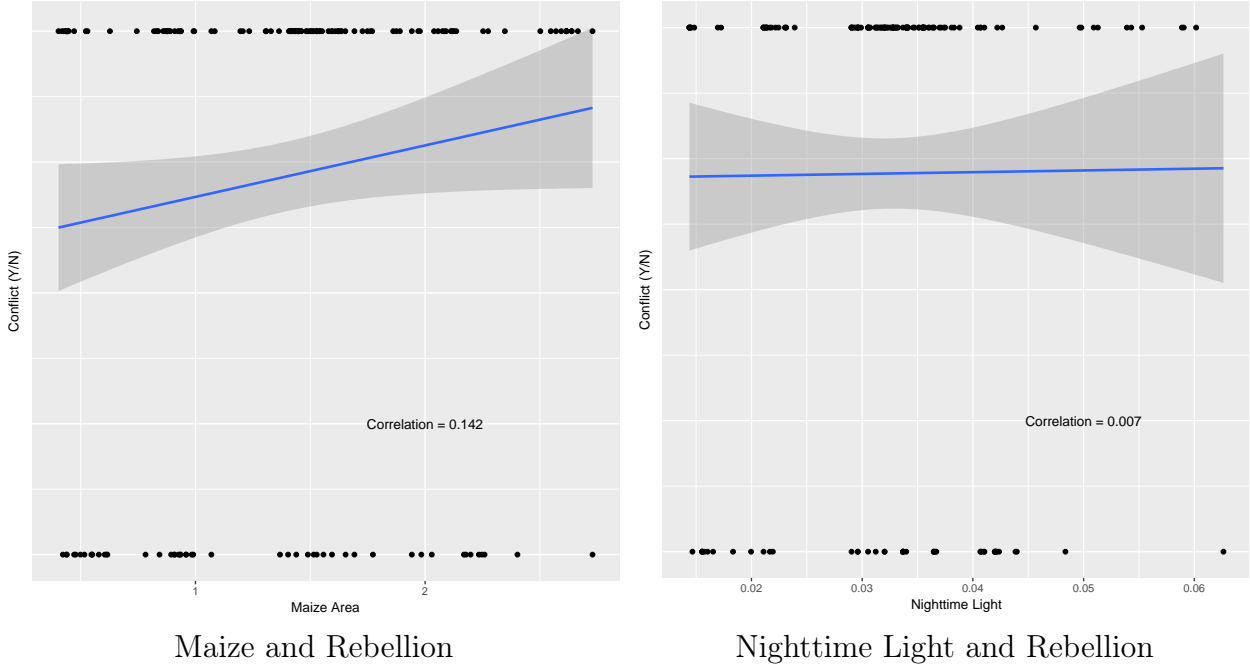 Conflict (Y/N)
Correlation = 0.142
1
2
Maize Area
Maize and Rebellion
Conflict (Y/N)
Correlation = 0.007
0.02
0.03
0.04
0.05
0.06
Nighttime Light
Nighttime Light and Rebellion